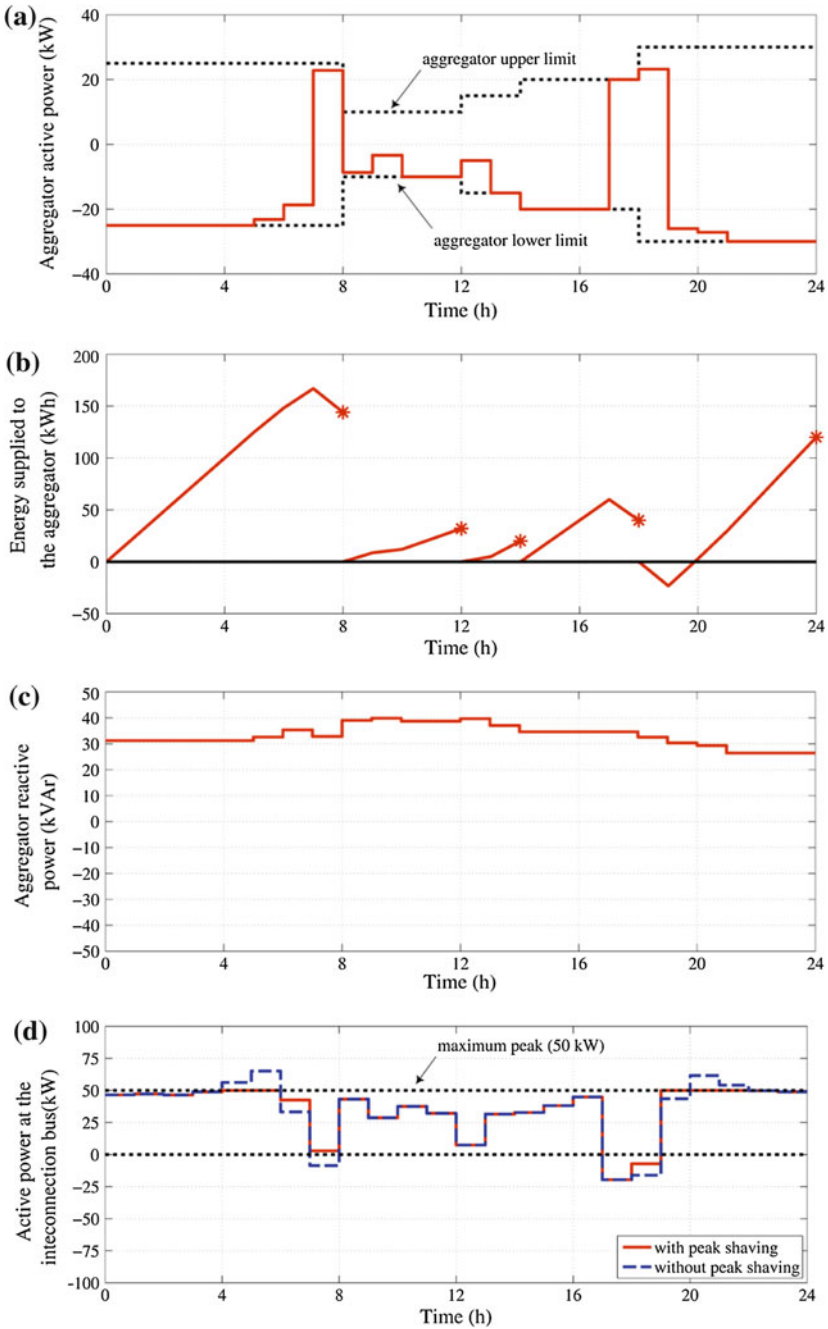 (a)
Aggregator active power (kW)
40
20
0
−20
−40
aggregator upper limit
aggregator lower limit
0 4 8 12 16 20 24
Time (h)
(b)
Energy supplied to
the aggregator (kWh)
200
150
100
50
0
−50
0 4 8 12 16 20 24
Time (h)
(c)
Aggregator reactive
power (kVAr)
50
40
30
20
10
0
−10
−20
−30
−40
−50
0 4 8 12 16 20 24
Time (h)
(d)
Active power at the
inteconnection bus(kW)
100
75
50
25
0
−25
−50
−75
-100
maximum peak (50 kW)
with peak shaving
without peak shaving
0 4 8 12 16 20 24
Time (h)